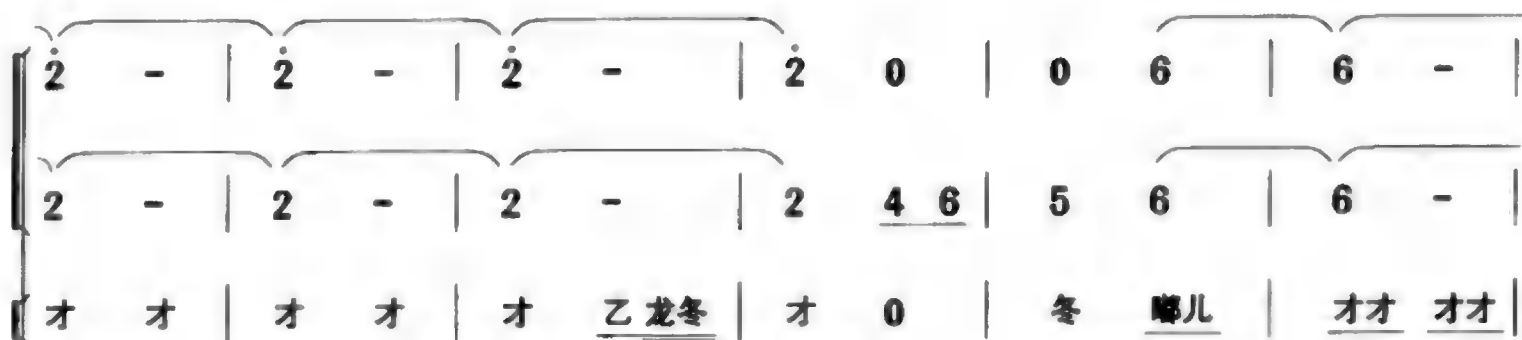 2̇ - | 2̇ - | 2̇ - | 2̇ 0 | 0 6 | 6 - |
2 - | 2 - | 2 - | 2 4 6 | 5 6 | 6 - |
才 才 | 才 才 | 才 乙 龙冬 | 才 0 | 冬 嘟儿 | 才才 才才 |